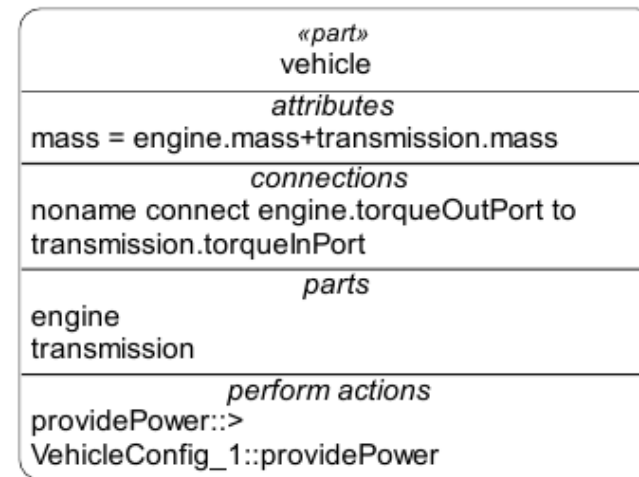 «part»
vehicle
attributes
mass = engine.mass+transmission.mass
connections
noname connect engine.torqueOutPort to
transmission.torqueInPort
parts
engine
transmission
perform actions
providePower::>
VehicleConfig_1::providePower